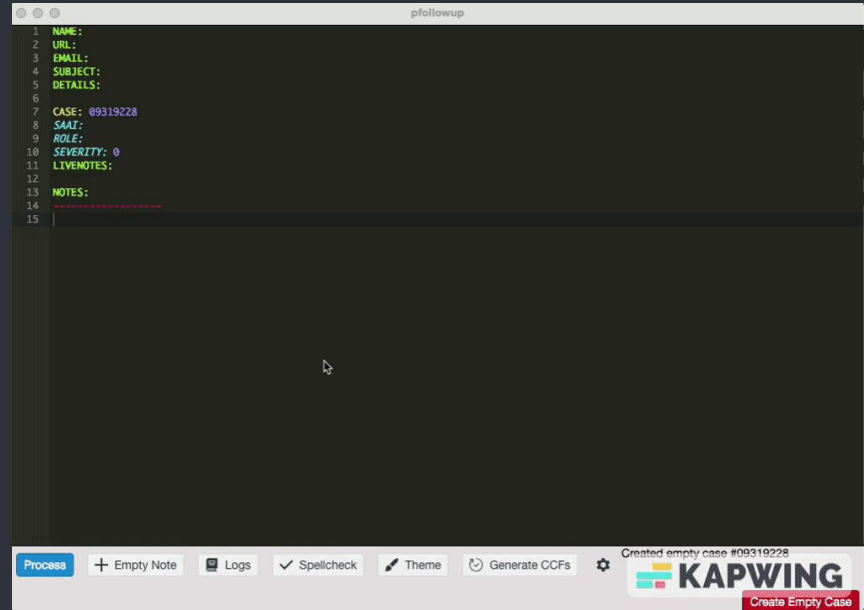 pfollowup
1 NAME:
2 URL:
3 EMAIL:
4 SUBJECT:
5 DETAILS:
6
7 CASE: 09319228
8 SAAI:
9 ROLE:
10 SEVERITY: 0
11 LIVENOTES:
12
13 NOTES:
14 ------------------
15
Process + Empty Note Logs Spellcheck Theme Generate CCFs
Created empty case #09319228
KAPWING
Create Empty Case